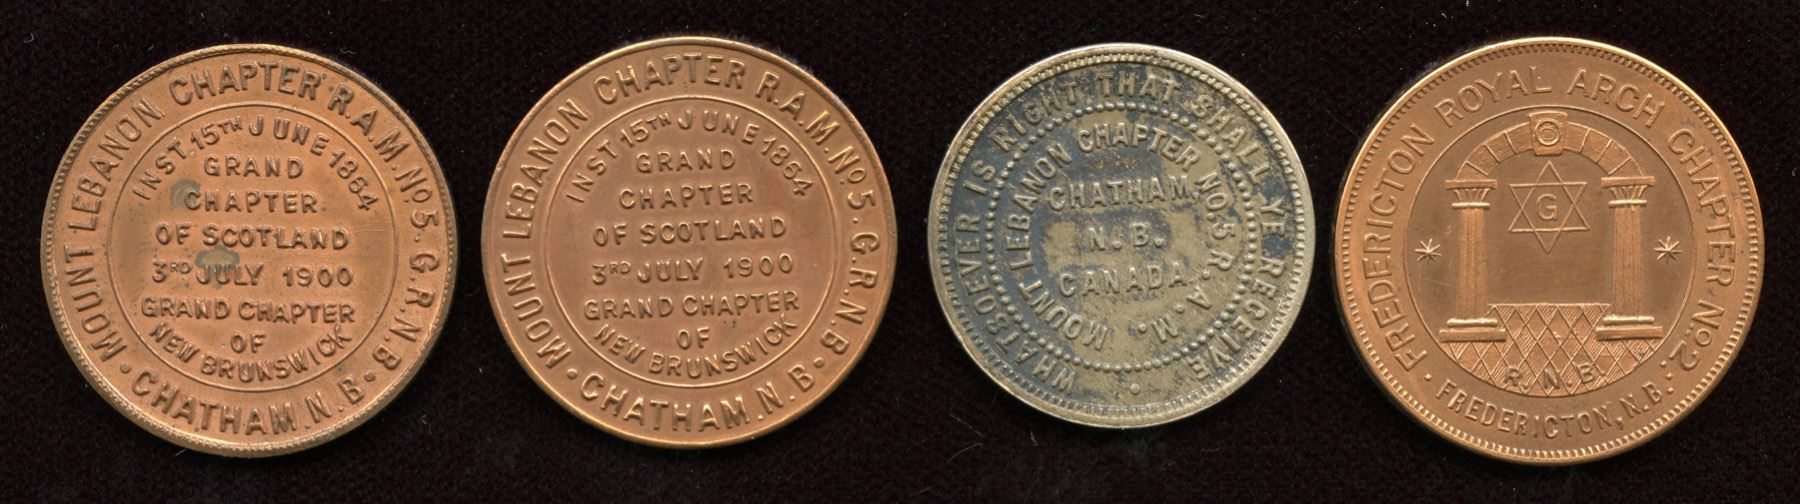 MOUNT LEBANON CHAPTER R.A.M. No 5. G.R.N.B.
CHATHAM. N.B.
INST. 15TH JUNE 1864
GRAND
CHAPTER
OF SCOTLAND
3RD JULY 1900
GRAND CHAPTER
OF
NEW BRUNSWICK
MOUNT LEBANON CHAPTER R.A.M. No 5. G.R.N.B.
CHATHAM. N.B.
INST 15TH JUNE 1864
GRAND
CHAPTER
OF SCOTLAND
3RD JULY 1900
GRAND CHAPTER
OF
NEW BRUNSWICK
WHATSOEVER IS RIGHT THAT SHALL YE RECEIVE
MOUNT LEBANON CHAPTER NO. 5 R. A. M.
CHATHAM
N. B.
CANADA.
FREDERICTON ROYAL ARCH CHAPTER No. 2
G
R. N. B.
FREDERICTON, N.B.